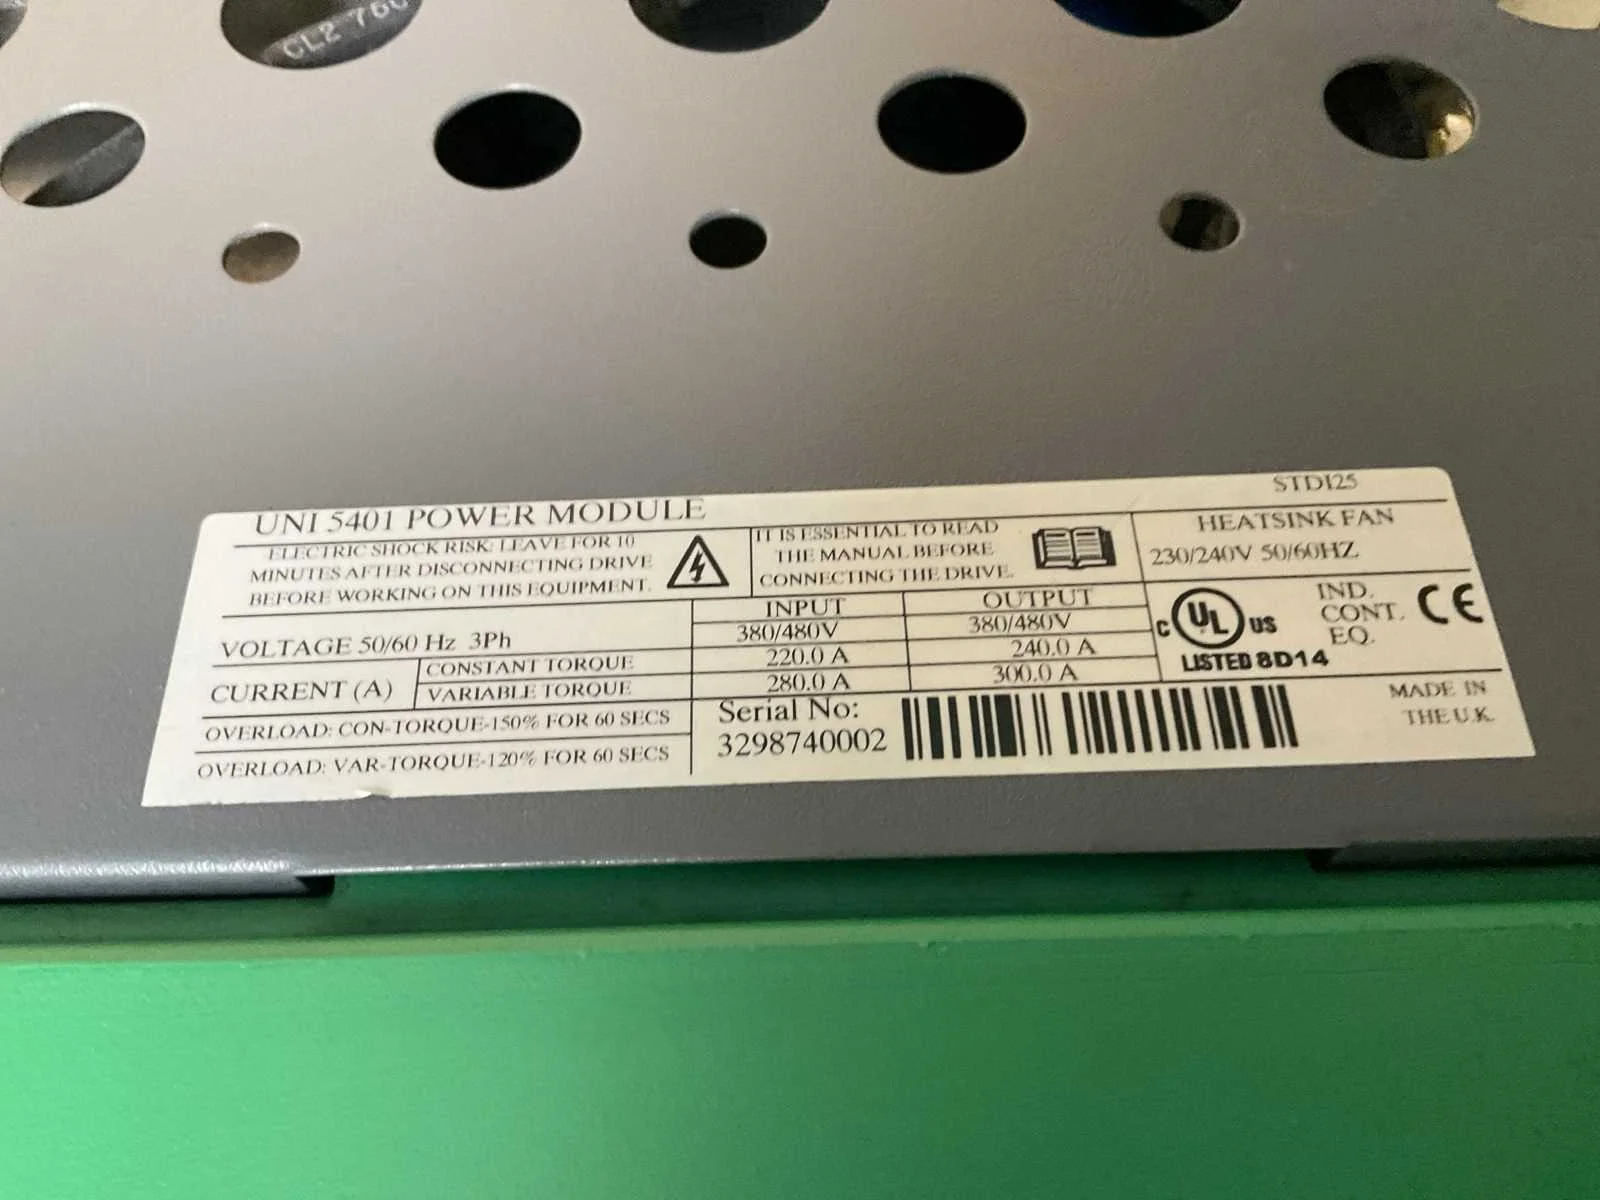 CL2 760
STDI25
UNI 5401 POWER MODULE
ELECTRIC SHOCK RISK: LEAVE FOR 10
MINUTES AFTER DISCONNECTING DRIVE
BEFORE WORKING ON THIS EQUIPMENT.
IT IS ESSENTIAL TO READ
THE MANUAL BEFORE
CONNECTING THE DRIVE.
HEATSINK FAN
230/240V 50/60HZ
INPUT OUTPUT
VOLTAGE 50/60 Hz 3Ph 380/480V 380/480V
CURRENT (A) CONSTANT TORQUE 220.0 A 240.0 A
VARIABLE TORQUE 280.0 A 300.0 A
C UL US
LISTED 8D14
IND.
CONT.
EQ.
CE
OVERLOAD: CON-TORQUE-150% FOR 60 SECS
OVERLOAD: VAR-TORQUE-120% FOR 60 SECS
Serial No:
3298740002
MADE IN
THE U.K.